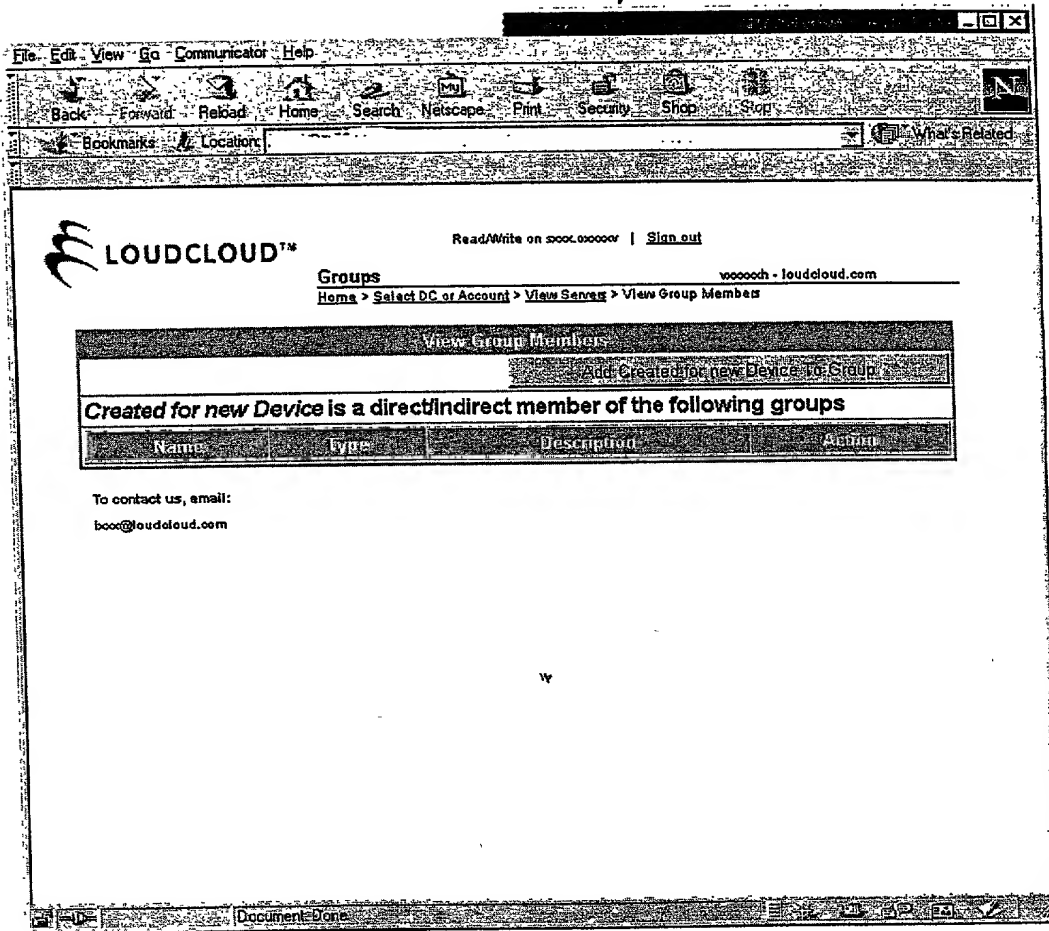 File Edit View Go Communicator Help
Back Forward Reload Home Search Netscape Print Security Shop Stop
Bookmarks Location: What's Related
LOUDCLOUD™
Read/Write on | Sign out
Groups - loudcloud.com
Home > Select DC or Account > View Servers > View Group Members
View Group Members
Add Created for new Device To Group
Created for new Device is a direct/indirect member of the following groups
Name Type Description Action
To contact us, email:
bxxx@loudcloud.com
Document: Done